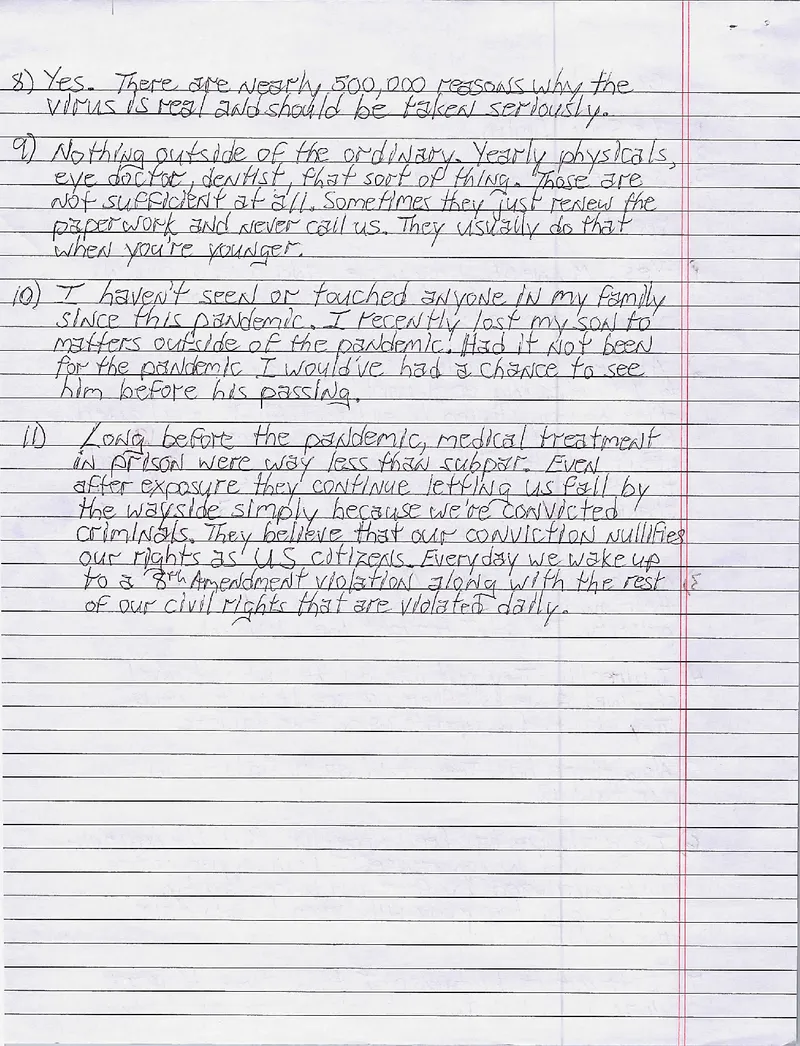 8) Yes. There are nearly 500,000 reasons why the
virus is real and should be taken seriously.
9) Nothing outside of the ordinary. Yearly physicals,
eye doctor, dentist, that sort of thing. Those are
not sufficient at all. Sometimes they just renew the
paperwork and never call us. They usually do that
when you're younger.
10) I haven't seen or touched anyone in my family
since this pandemic. I recently lost my son to
matters outside of the pandemic. Had it not been
for the pandemic I would've had a chance to see
him before his passing.
11) Long before the pandemic, medical treatment
in prison were way less than subpar. Even
after exposure they continue letting us fall by
the wayside simply because we're convicted
criminals. They believe that our conviction nullifies
our rights as US citizens. Everyday we wake up
to a 8th Amendment violation along with the rest
of our civil rights that are violated daily.